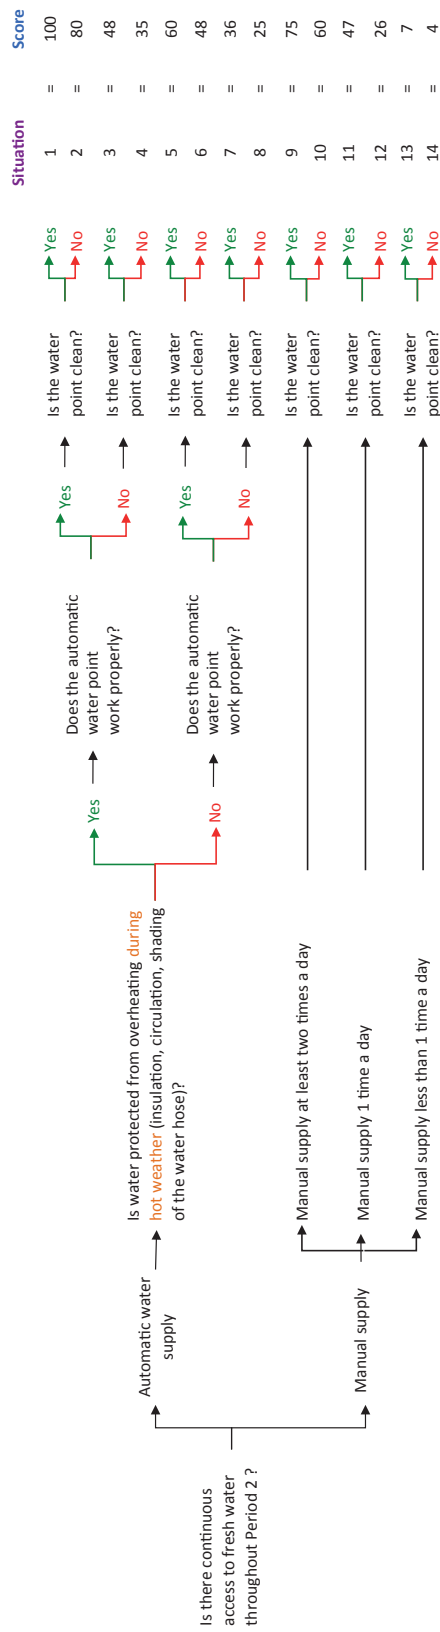 Is there continuous
access to fresh water
throughout Period 2 ?
Automatic water
supply
Manual supply
Is water protected from overheating during
hot weather (insulation, circulation, shading
of the water hose)?
Manual supply at least two times a day
Manual supply 1 time a day
Manual supply less than 1 time a day
Yes
No
Does the automatic
water point
work properly?
Does the automatic
water point
work properly?
Yes
No
Yes
No
Is the water
point clean?
Is the water
point clean?
Is the water
point clean?
Is the water
point clean?
Is the water
point clean?
Is the water
point clean?
Is the water
point clean?
Situation Score
Yes 1 = 100
No 2 = 80
Yes 3 = 48
No 4 = 35
Yes 5 = 60
No 6 = 48
Yes 7 = 36
No 8 = 25
Yes 9 = 75
No 10 = 60
Yes 11 = 47
No 12 = 26
Yes 13 = 7
No 14 = 4